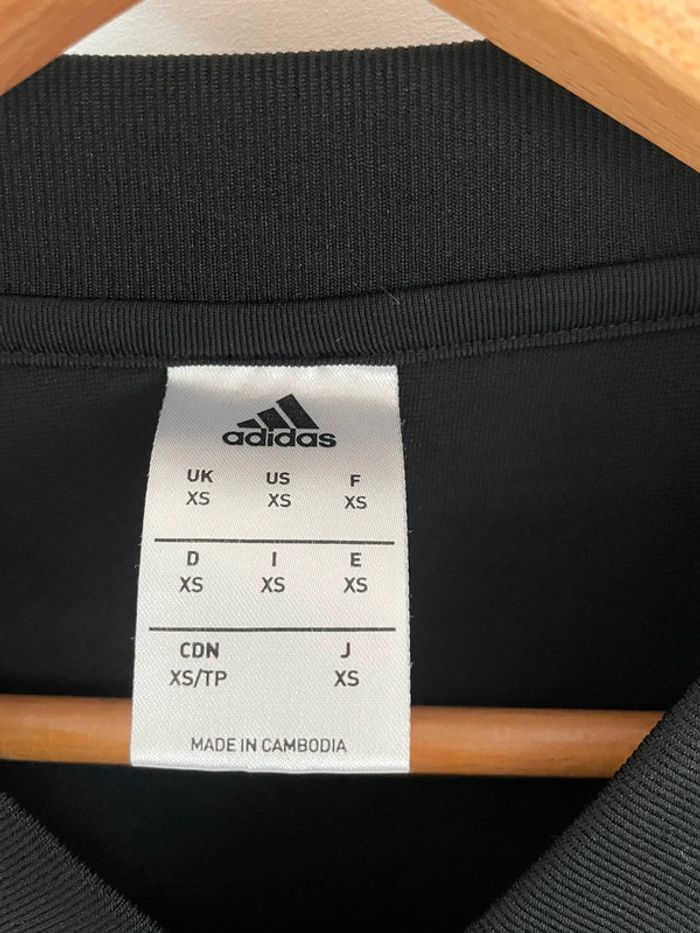 adidas
UK US F
XS XS XS
D I E
XS XS XS
CDN J
XS/TP XS
MADE IN CAMBODIA